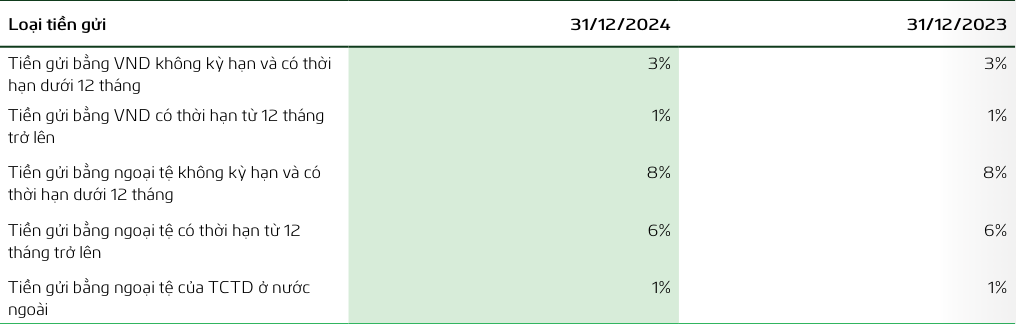 Loại tiền gửi 31/12/2024 31/12/2023
Tiền gửi bằng VND không kỳ hạn và có thời 3% 3%
hạn dưới 12 tháng
Tiền gửi bằng VND có thời hạn từ 12 tháng 1% 1%
trở lên
Tiền gửi bằng ngoại tệ không kỳ hạn và có 8% 8%
thời hạn dưới 12 tháng
Tiền gửi bằng ngoại tệ có thời hạn từ 12 6% 6%
tháng trở lên
Tiền gửi bằng ngoại tệ của TCTD ở nước 1% 1%
ngoài